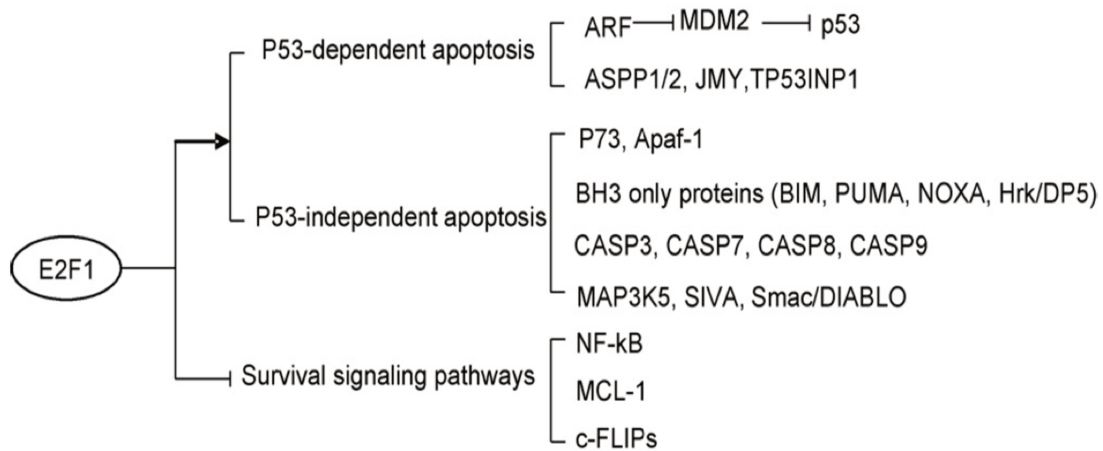 ARF MDM2 p53
P53-dependent apoptosis
ASPP1/2, JMY,TP53INP1
P73, Apaf-1
BH3 only proteins (BIM, PUMA, NOXA, Hrk/DP5)
P53-independent apoptosis
CASP3, CASP7, CASP8, CASP9
E2F1
MAP3K5, SIVA, Smac/DIABLO
NF-kB
Survival signaling pathways
MCL-1
c-FLIPs